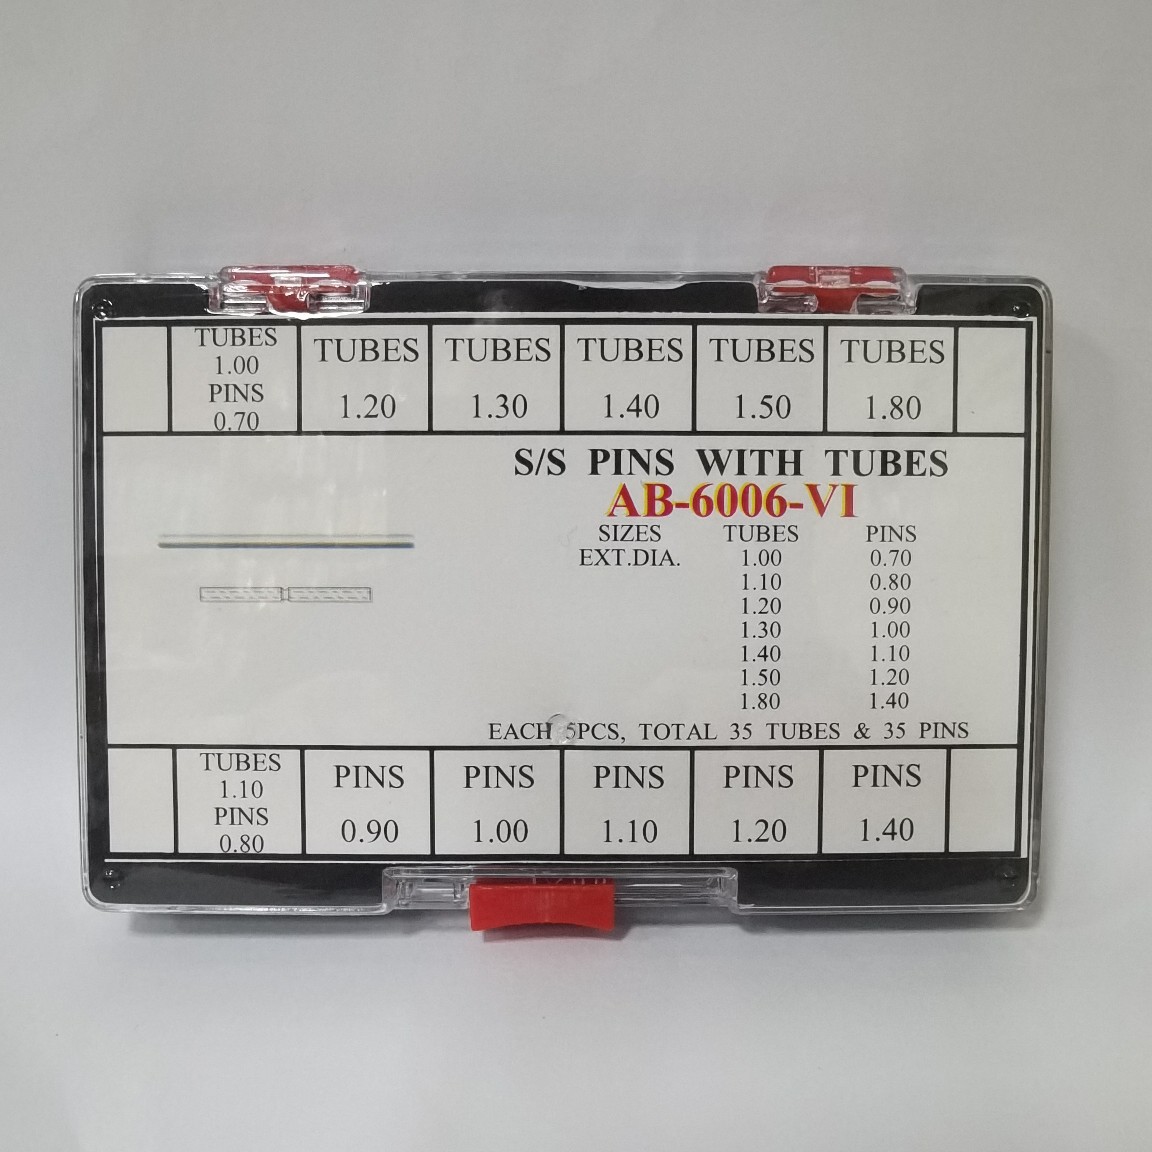 TUBES
1.00
PINS
0.70
TUBES
1.20
TUBES
1.30
TUBES
1.40
TUBES
1.50
TUBES
1.80
S/S PINS WITH TUBES
AB-6006-VI
SIZES TUBES PINS
EXT.DIA. 1.00 0.70
1.10 0.80
1.20 0.90
1.30 1.00
1.40 1.10
1.50 1.20
1.80 1.40
EACH 5PCS, TOTAL 35 TUBES & 35 PINS
TUBES
1.10
PINS
0.80
PINS
0.90
PINS
1.00
PINS
1.10
PINS
1.20
PINS
1.40